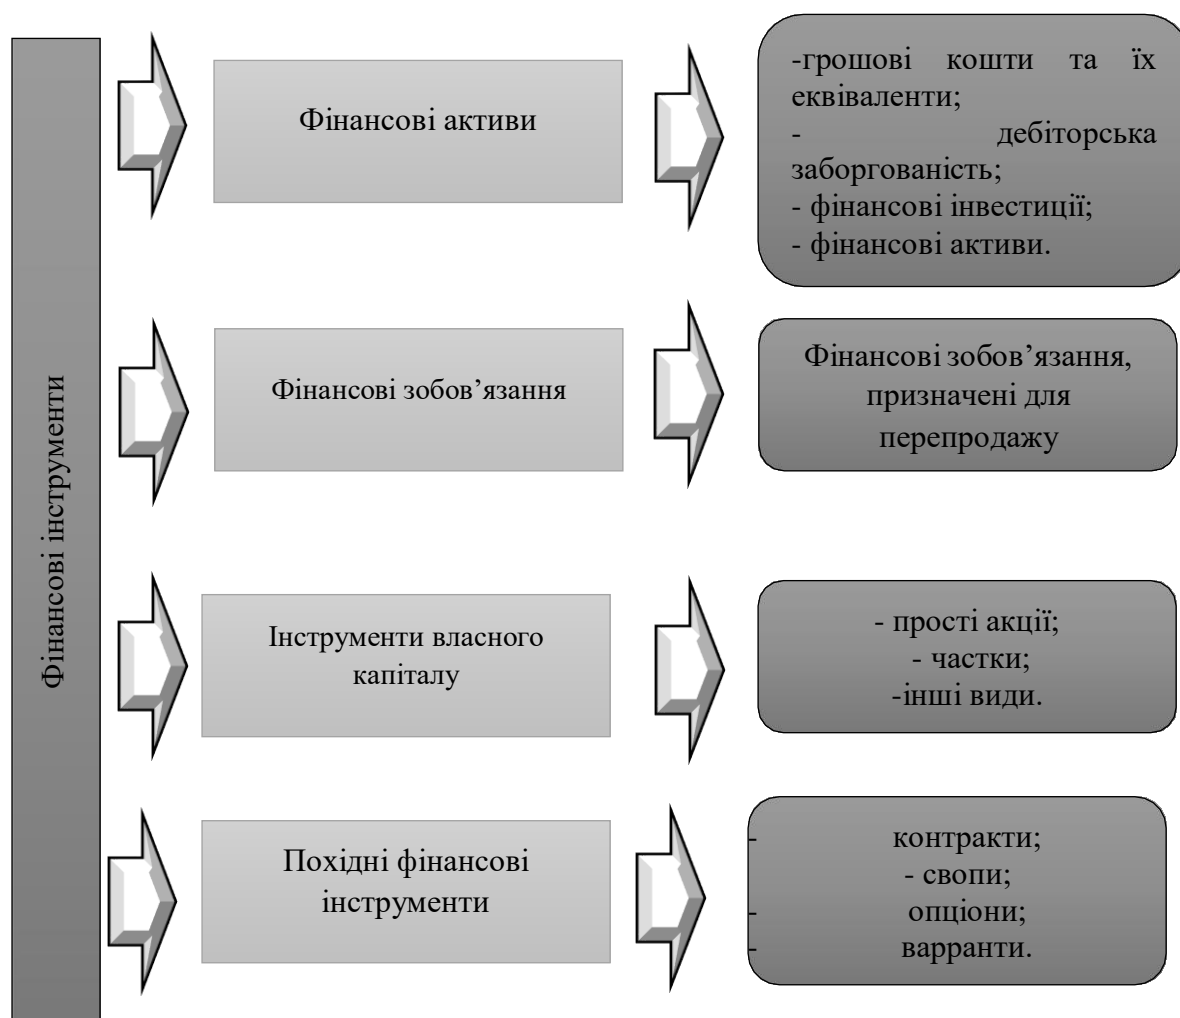 Фінансові інструменти
Фінансові активи
-грошові кошти та їх
еквіваленти;
- дебіторська
заборгованість;
- фінансові інвестиції;
- фінансові активи.
Фінансові зобов’язання
Фінансові зобов’язання,
призначені для
перепродажу
Інструменти власного
капіталу
- прості акції;
- частки;
-інші види.
Похідні фінансові
інструменти
- контракти;
- свопи;
- опціони;
- варранти.